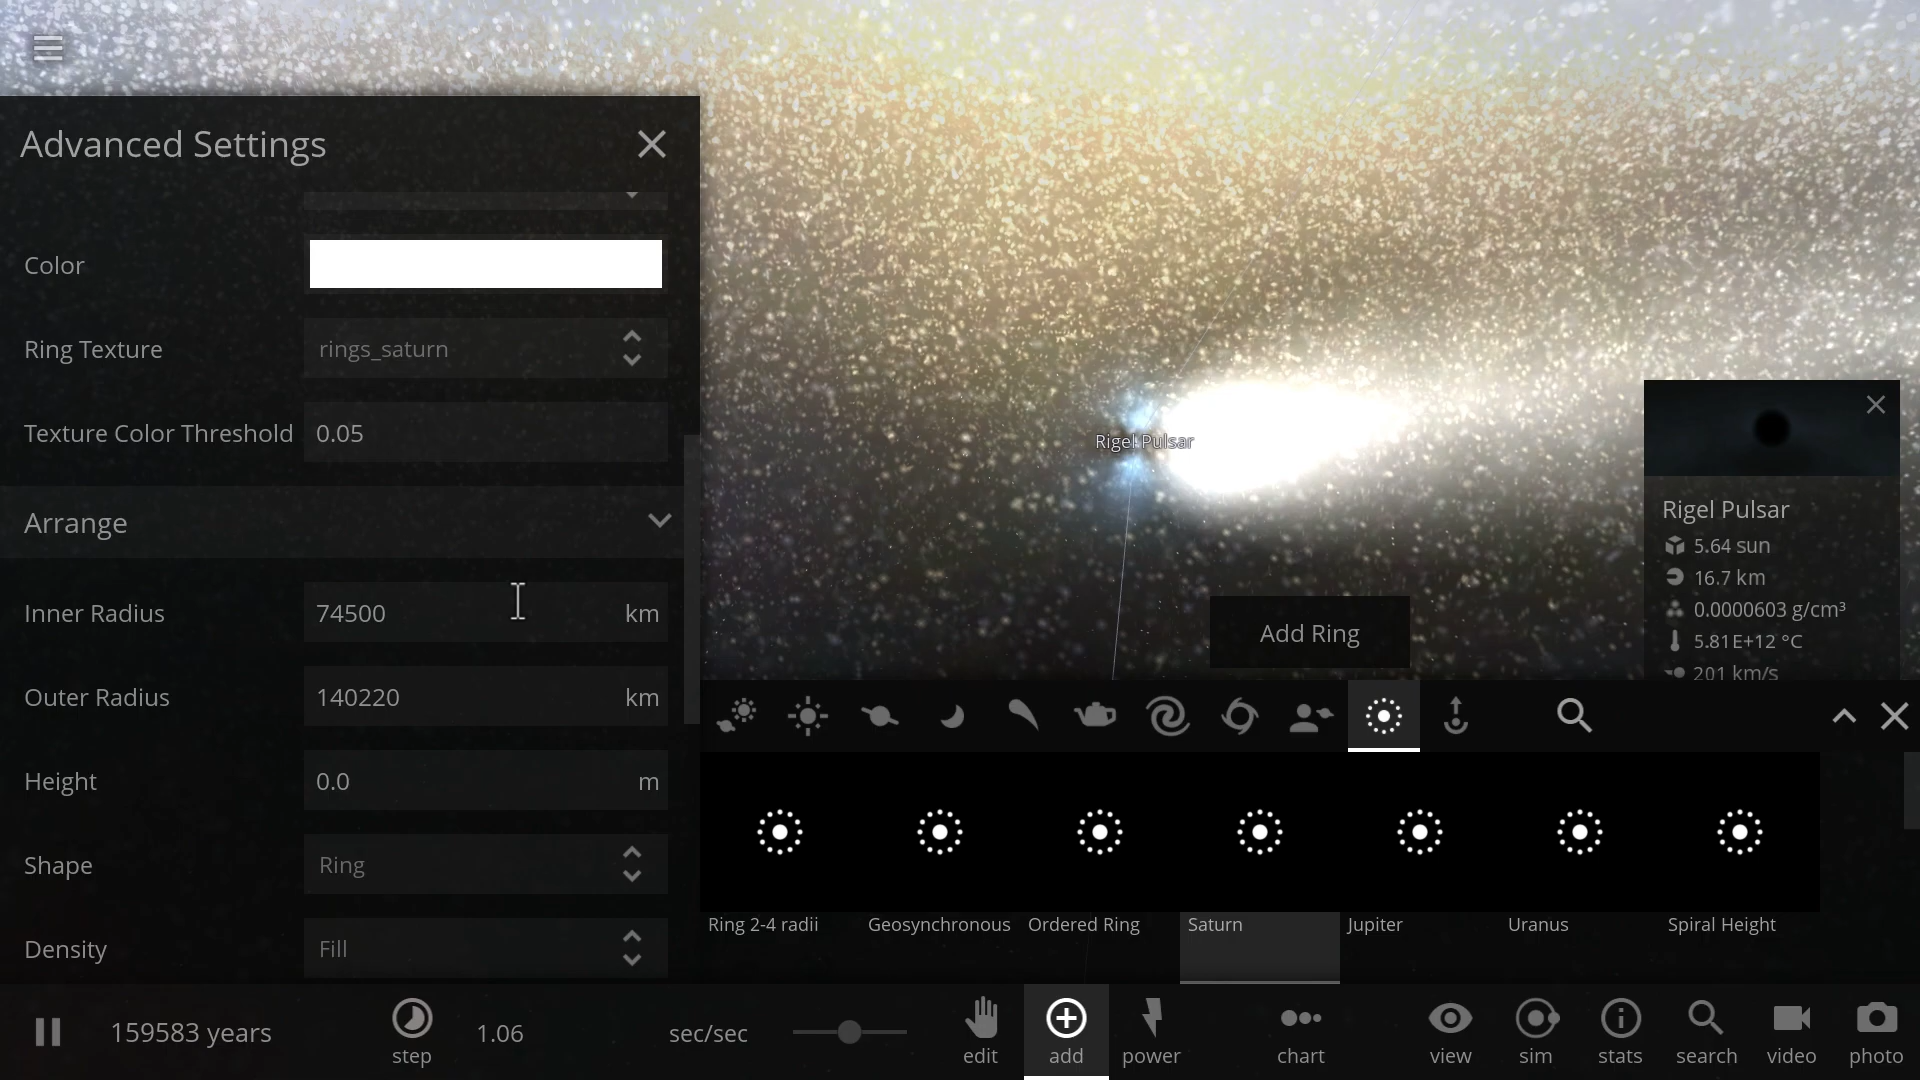 Advanced Settings
Color
Ring Texture rings_saturn
Texture Color Threshold 0.05
Arrange
Inner Radius 74500 km
Outer Radius 140220 km
Height 0.0 m
Shape Ring
Density Fill
Rigel Pulsar
Rigel Pulsar
5.64 sun
16.7 km
0.0000603 g/cm³
5.81E+12 °C
201 km/s
Add Ring
Ring 2-4 radii Geosynchronous Ordered Ring Saturn Jupiter Uranus Spiral Height
159583 years step 1.06 sec/sec edit add power chart view sim stats search video photo